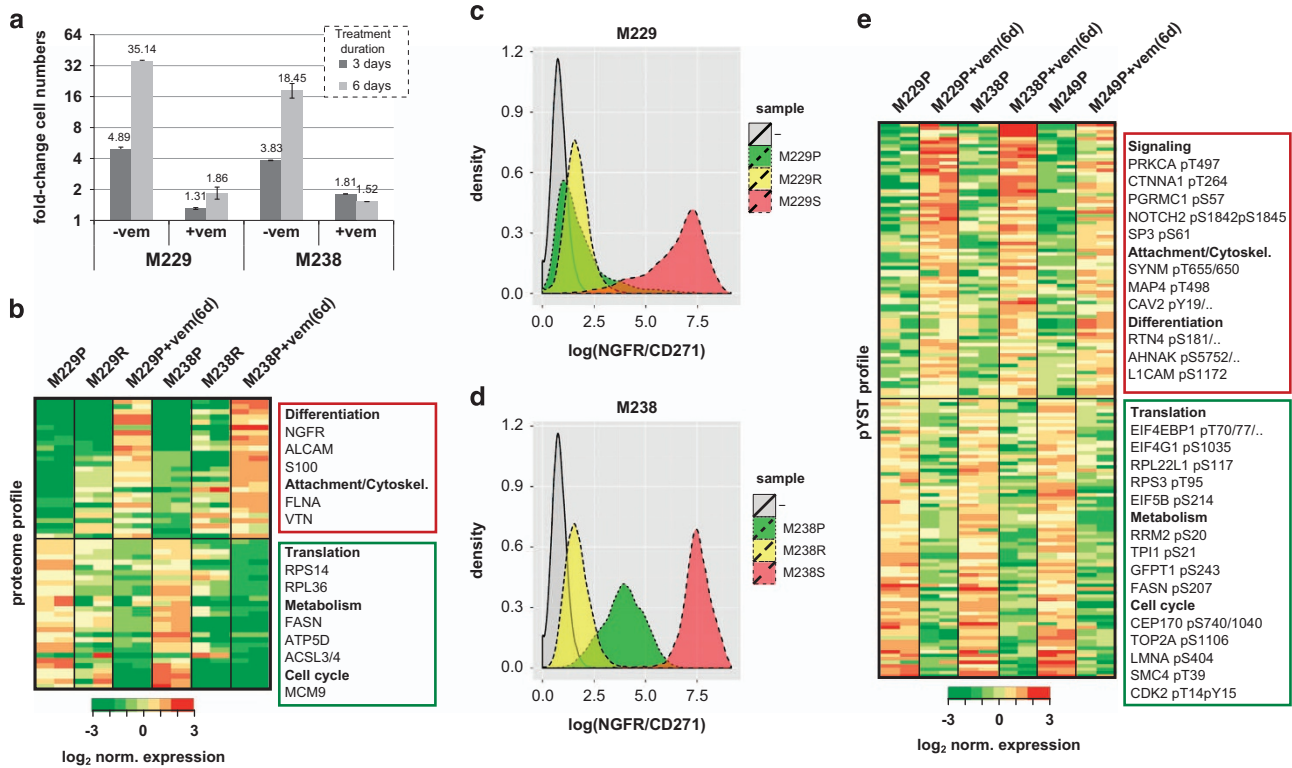 a
64
32
16
8
4
2
1
fold-change cell numbers
35.14
4.89
1.31
1.86
18.45
3.83
1.81
1.52
Treatment
duration
3 days
6 days
-vem
+vem
-vem
+vem
M229
M238
b
M229P
M229R
M229P+vem(6d)
M238P
M238R
M238P+vem(6d)
proteome profile
Differentiation
NGFR
ALCAM
S100
Attachment/Cytoskel.
FLNA
VTN
Translation
RPS14
RPL36
Metabolism
FASN
ATP5D
ACSL3/4
Cell cycle
MCM9
-3
0
3
log2 norm. expression
c
M229
1.2
0.9
0.6
0.3
0.0
density
0.0
2.5
5.0
7.5
log(NGFR/CD271)
sample
–
M229P
M229R
M229S
d
M238
1.2
0.9
0.6
0.3
0.0
density
0.0
2.5
5.0
7.5
log(NGFR/CD271)
sample
–
M238P
M238R
M238S
e
M229P
M229P+vem(6d)
M238P
M238P+vem(6d)
M249P
M249P+vem(6d)
pYST profile
Signaling
PRKCA pT497
CTNNA1 pT264
PGRMC1 pS57
NOTCH2 pS1842pS1845
SP3 pS61
Attachment/Cytoskel.
SYNM pT655/650
MAP4 pT498
CAV2 pY19/..
Differentiation
RTN4 pS181/..
AHNAK pS5752/..
L1CAM pS1172
Translation
EIF4EBP1 pT70/77/..
EIF4G1 pS1035
RPL22L1 pS117
RPS3 pT95
EIF5B pS214
Metabolism
RRM2 pS20
TPI1 pS21
GFPT1 pS243
FASN pS207
Cell cycle
CEP170 pS740/1040
TOP2A pS1106
LMNA pS404
SMC4 pT39
CDK2 pT14pY15
-3
0
3
log2 norm. expression